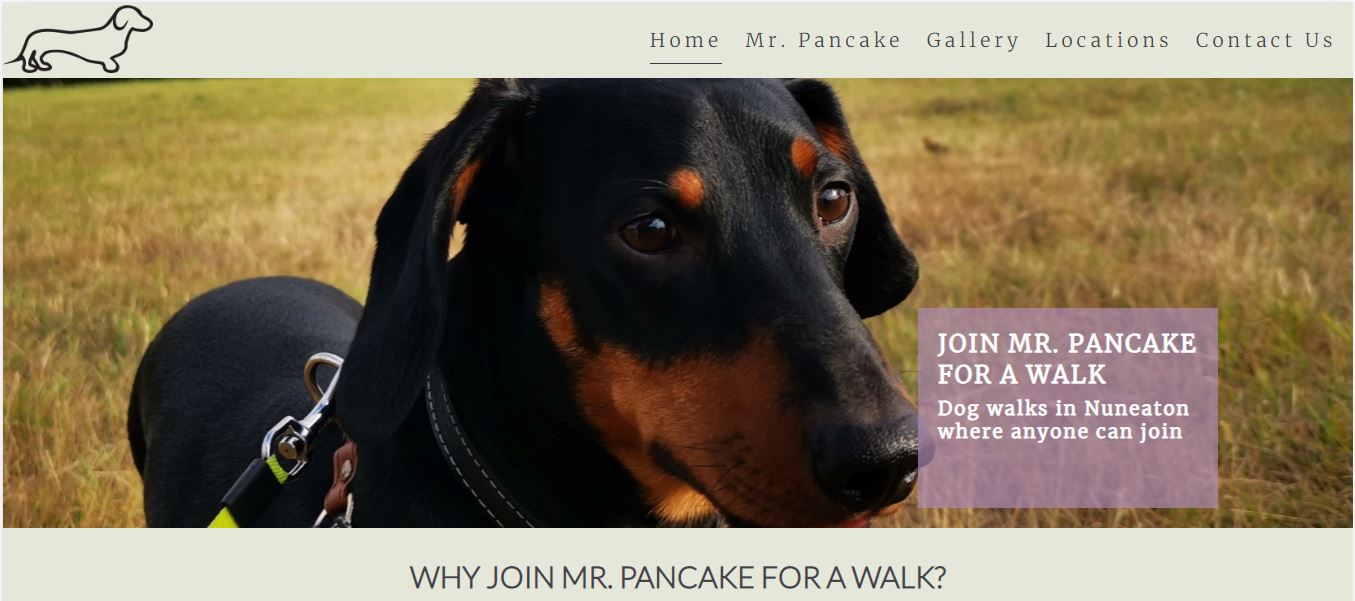 Home Mr. Pancake Gallery Locations Contact Us
JOIN MR. PANCAKE
FOR A WALK
Dog walks in Nuneaton
where anyone can join
WHY JOIN MR. PANCAKE FOR A WALK?